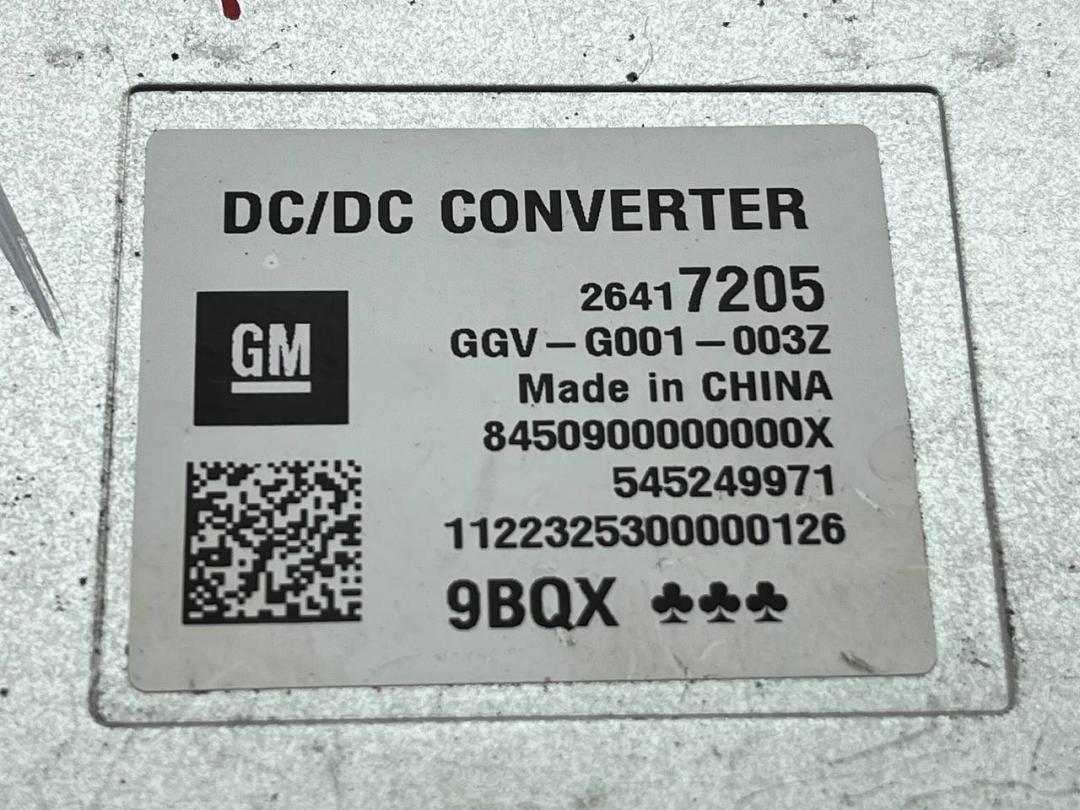 DC/DC CONVERTER
26417205
GM
GGV-G001-003Z
Made in CHINA
8450900000000X
545249971
1122325300000126
9BQX ♣♣♣